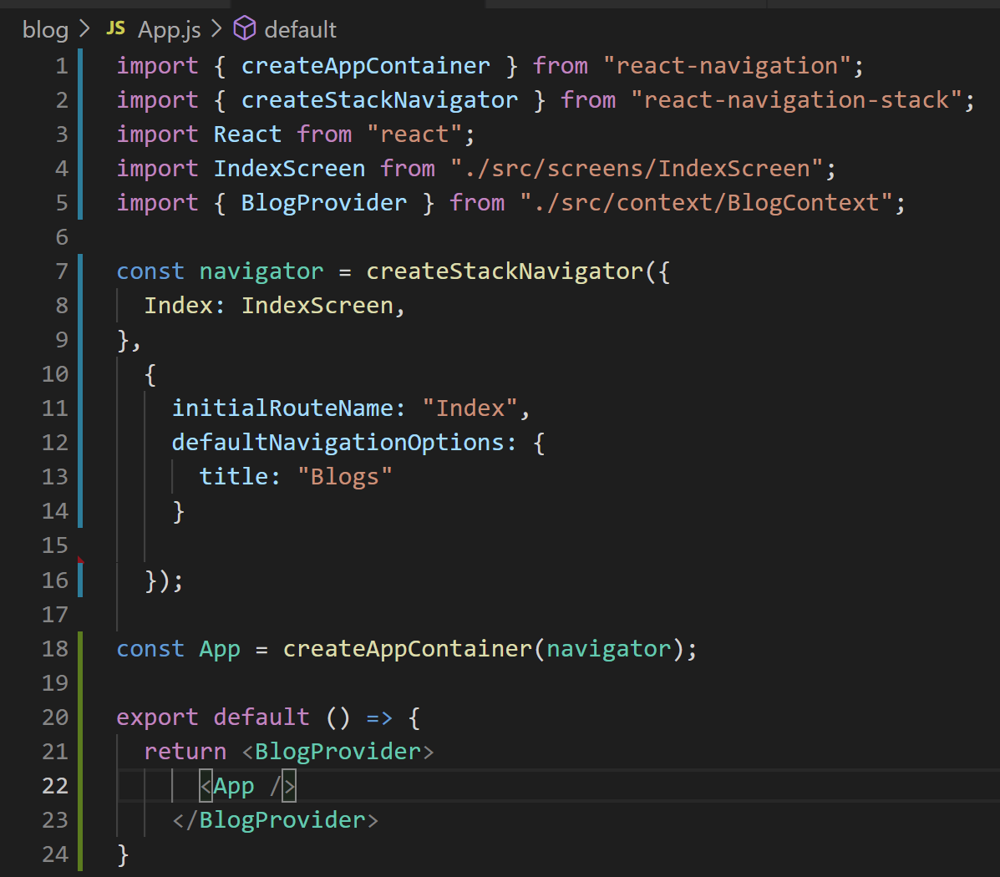 blog > JS App.js > default
1 import { createAppContainer } from "react-navigation";
2 import { createStackNavigator } from "react-navigation-stack";
3 import React from "react";
4 import IndexScreen from "./src/screens/IndexScreen";
5 import { BlogProvider } from "./src/context/BlogContext";
6
7 const navigator = createStackNavigator({
8   Index: IndexScreen,
9 },
10   {
11     initialRouteName: "Index",
12     defaultNavigationOptions: {
13       title: "Blogs"
14     }
15
16   });
17
18 const App = createAppContainer(navigator);
19
20 export default () => {
21   return <BlogProvider>
22       <App />
23     </BlogProvider>
24 }